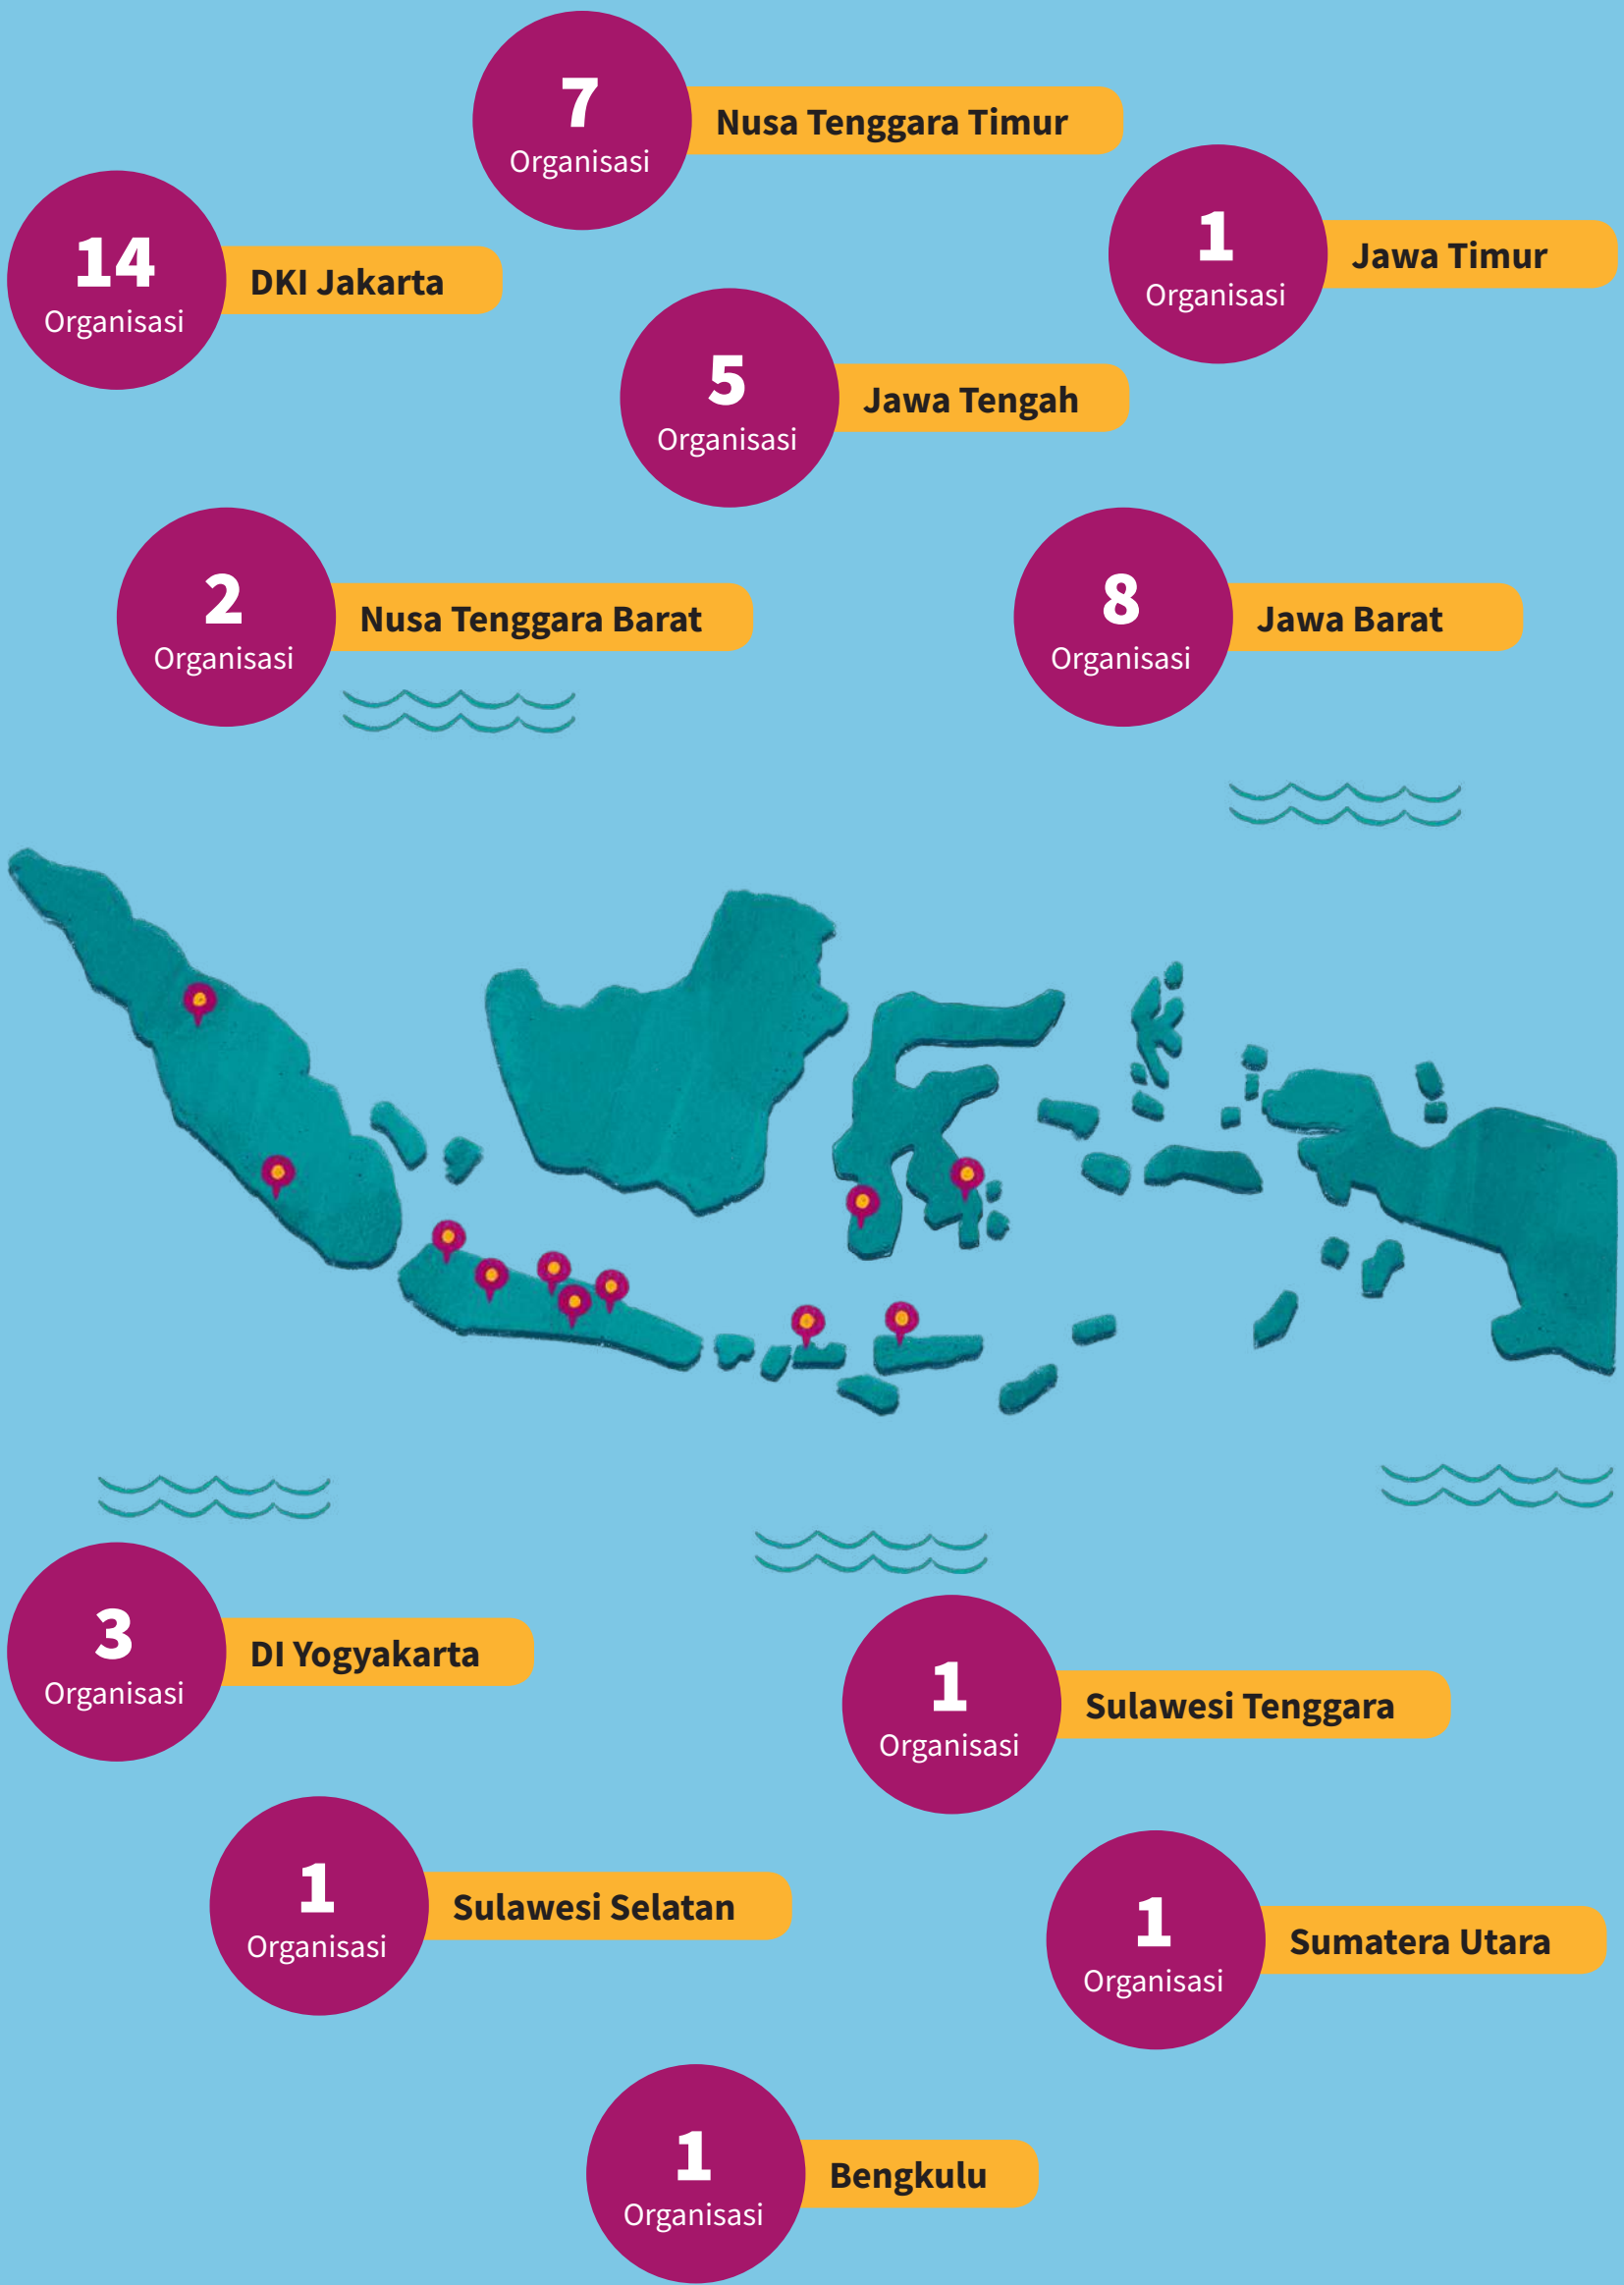 7
Organisasi
Nusa Tenggara Timur
14
Organisasi
DKI Jakarta
1
Organisasi
Jawa Timur
5
Organisasi
Jawa Tengah
2
Organisasi
Nusa Tenggara Barat
8
Organisasi
Jawa Barat
3
Organisasi
DI Yogyakarta
1
Organisasi
Sulawesi Tenggara
1
Organisasi
Sulawesi Selatan
1
Organisasi
Sumatera Utara
1
Organisasi
Bengkulu